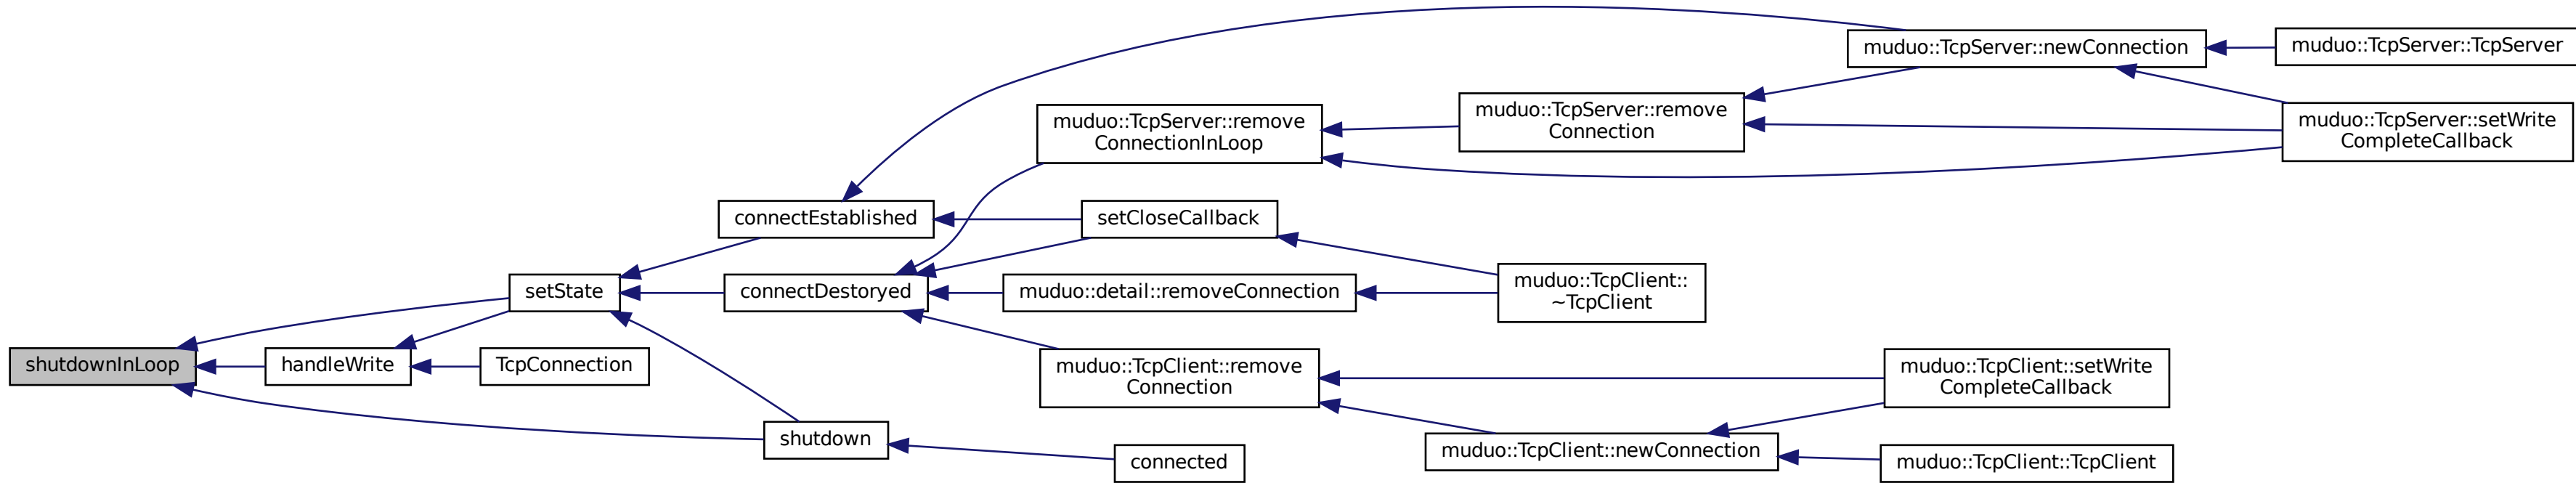 muduo::TcpServer::newConnection
muduo::TcpServer::TcpServer
muduo::TcpServer::remove
Connection
muduo::TcpServer::remove
ConnectionInLoop
muduo::TcpServer::setWrite
CompleteCallback
connectEstablished
setCloseCallback
setState
connectDestoryed
muduo::detail::removeConnection
muduo::TcpClient::
~TcpClient
shutdownInLoop
handleWrite
TcpConnection
muduo::TcpClient::remove
Connection
muduo::TcpClient::setWrite
CompleteCallback
shutdown
connected
muduo::TcpClient::newConnection
muduo::TcpClient::TcpClient